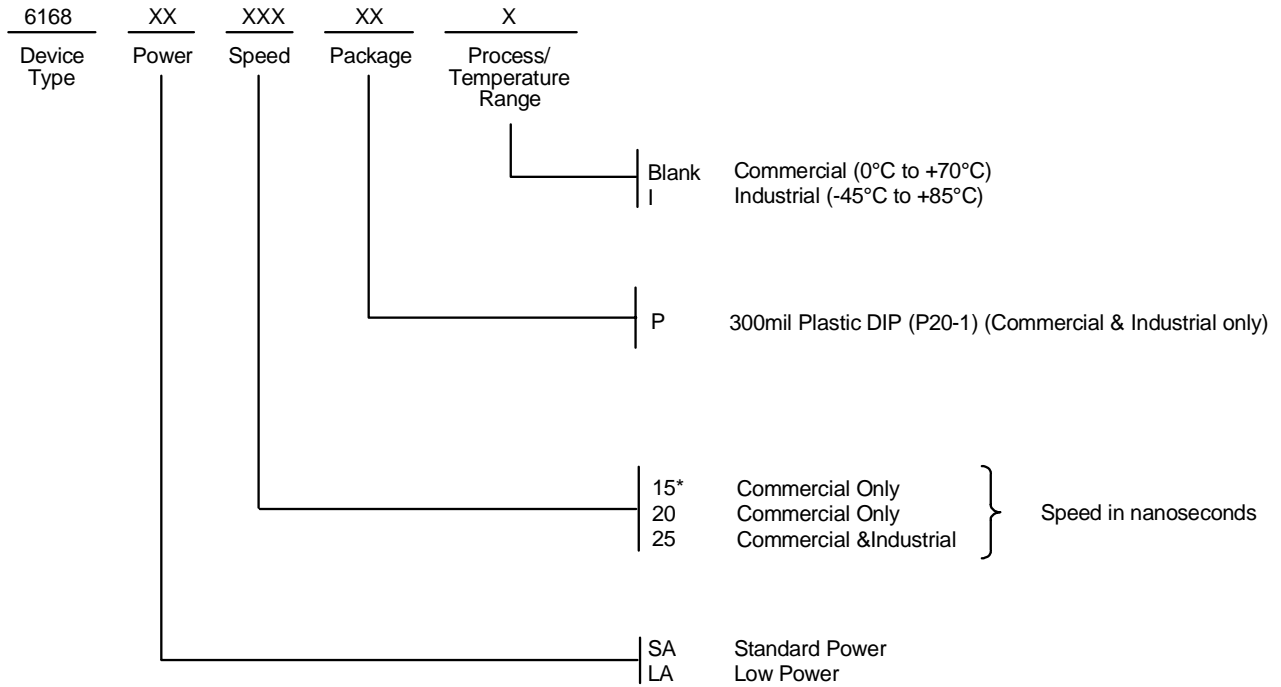 6168 XX XXX XX X
Device Type
Power
Speed
Package
Process/
Temperature
Range
Blank Commercial (0°C to +70°C)
I Industrial (-45°C to +85°C)
P 300mil Plastic DIP (P20-1) (Commercial & Industrial only)
15* Commercial Only
20 Commercial Only
25 Commercial &Industrial
Speed in nanoseconds
SA Standard Power
LA Low Power